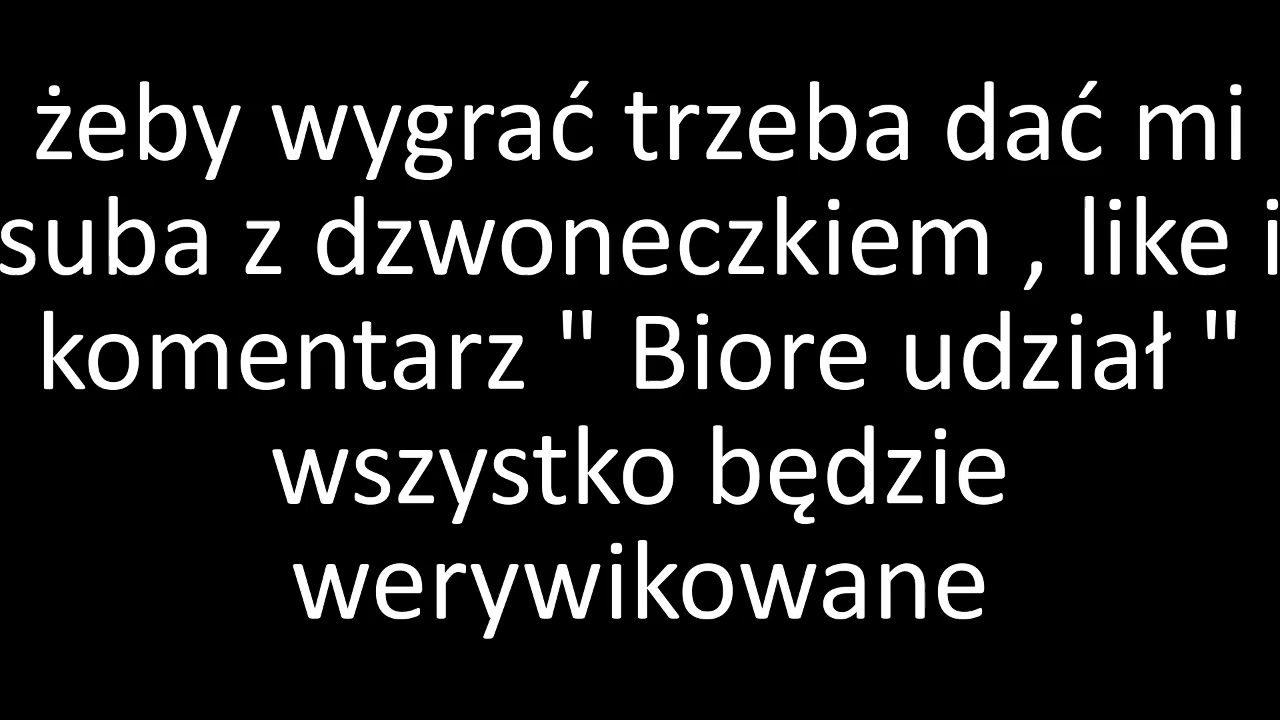 żeby wygrać trzeba dać mi
suba z dzwoneczkiem , like i
komentarz " Biore udział "
wszystko będzie
werywikowane